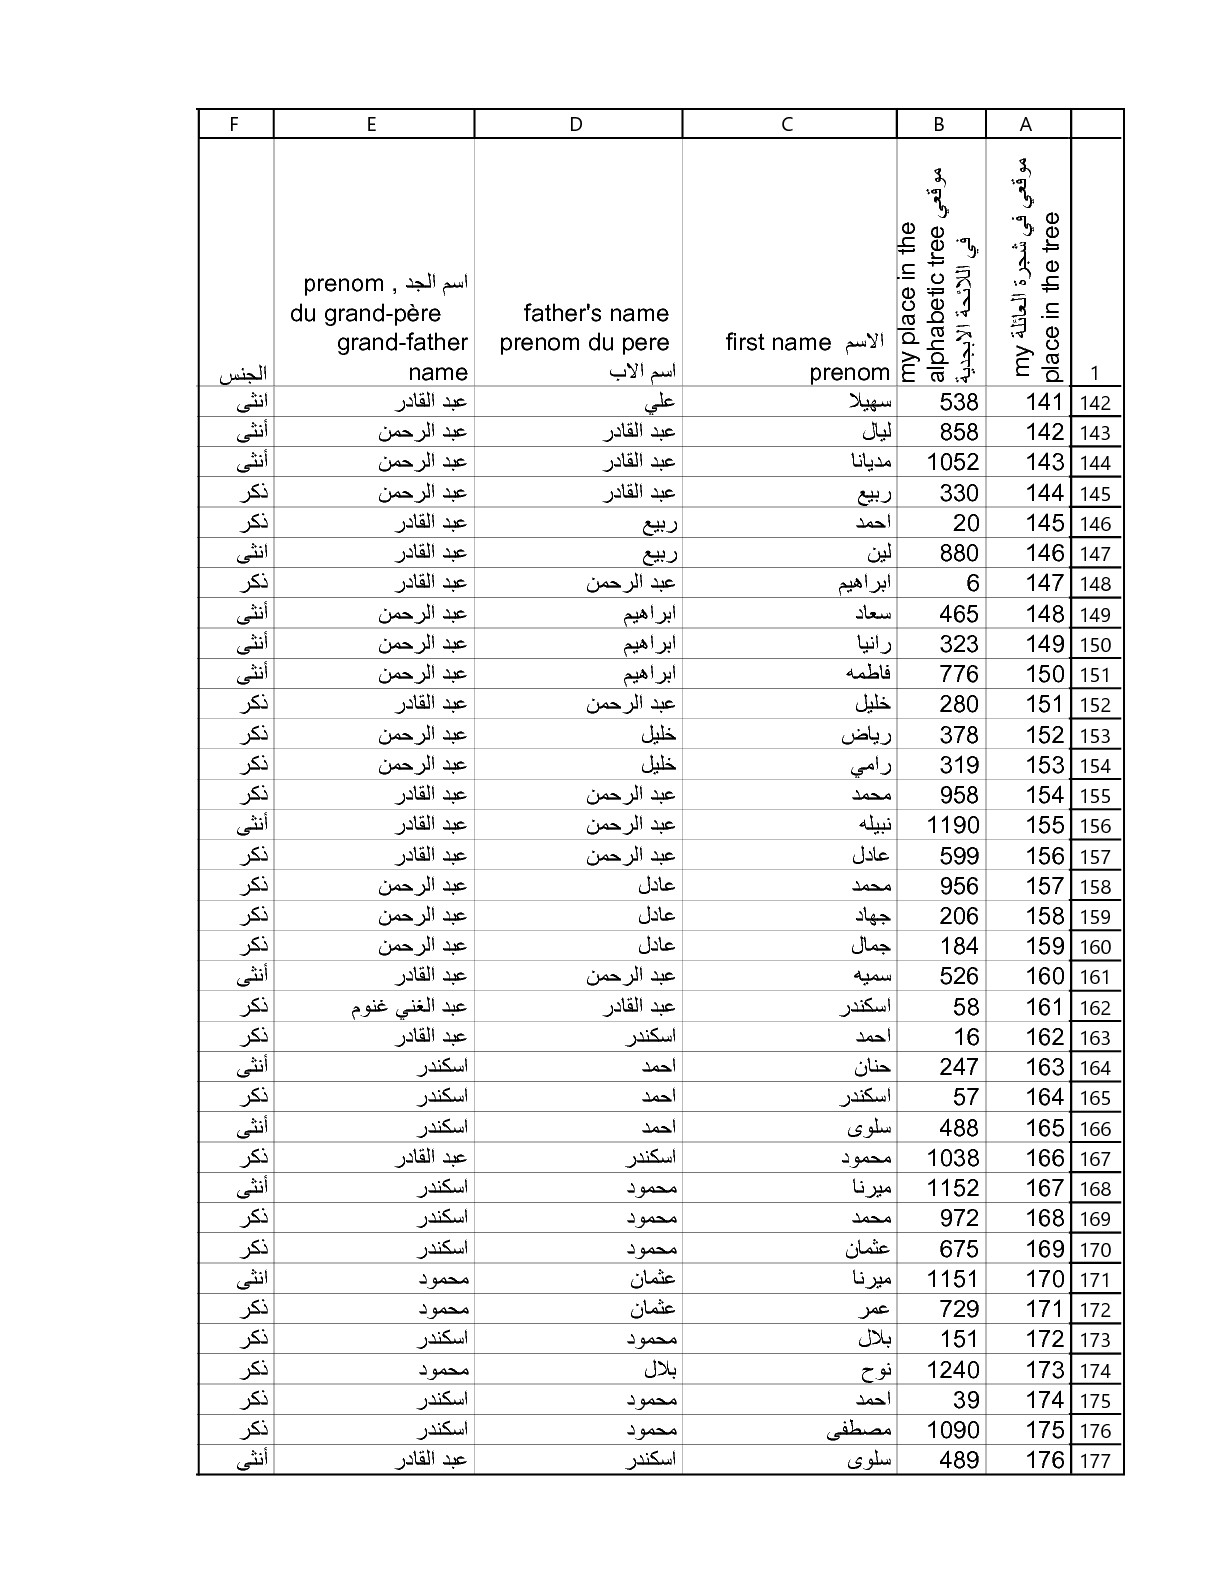 F E D C B A
الجنس
اسم الجد , prenom
du grand-père
grand-father
name
father's name
prenom du pere
اسم الاب
first name الاسم
prenom
my place in the
alphabetic tree موقعي
في اللائحة الابجدية
موقعي في شجرة العائلة my
place in the tree
1
انثى عبد القادر علي سهيلا 538 141 142
أنثى عبد الرحمن عبد القادر ليال 858 142 143
أنثى عبد الرحمن عبد القادر مديانا 1052 143 144
ذكر عبد الرحمن عبد القادر ربيع 330 144 145
ذكر عبد القادر ربيع احمد 20 145 146
انثى عبد القادر ربيع لين 880 146 147
ذكر عبد القادر عبد الرحمن ابراهيم 6 147 148
أنثى عبد الرحمن ابراهيم سعاد 465 148 149
أنثى عبد الرحمن ابراهيم رانيا 323 149 150
أنثى عبد الرحمن ابراهيم فاطمه 776 150 151
ذكر عبد القادر عبد الرحمن خليل 280 151 152
ذكر عبد الرحمن خليل رياض 378 152 153
ذكر عبد الرحمن خليل رامي 319 153 154
ذكر عبد القادر عبد الرحمن محمد 958 154 155
أنثى عبد القادر عبد الرحمن نبيله 1190 155 156
ذكر عبد القادر عبد الرحمن عادل 599 156 157
ذكر عبد الرحمن عادل محمد 956 157 158
ذكر عبد الرحمن عادل جهاد 206 158 159
ذكر عبد الرحمن عادل جمال 184 159 160
أنثى عبد القادر عبد الرحمن سميه 526 160 161
ذكر عبد الغني غنوم عبد القادر اسكندر 58 161 162
ذكر عبد القادر اسكندر احمد 16 162 163
أنثى اسكندر احمد حنان 247 163 164
ذكر اسكندر احمد اسكندر 57 164 165
أنثى اسكندر احمد سلوى 488 165 166
ذكر عبد القادر اسكندر محمود 1038 166 167
أنثى اسكندر محمود ميرنا 1152 167 168
ذكر اسكندر محمود محمد 972 168 169
ذكر اسكندر محمود عثمان 675 169 170
انثى محمود عثمان ميرنا 1151 170 171
ذكر محمود عثمان عمر 729 171 172
ذكر اسكندر محمود بلال 151 172 173
ذكر محمود بلال نوح 1240 173 174
ذكر اسكندر محمود احمد 39 174 175
ذكر اسكندر محمود مصطفى 1090 175 176
أنثى عبد القادر اسكندر سلوى 489 176 177